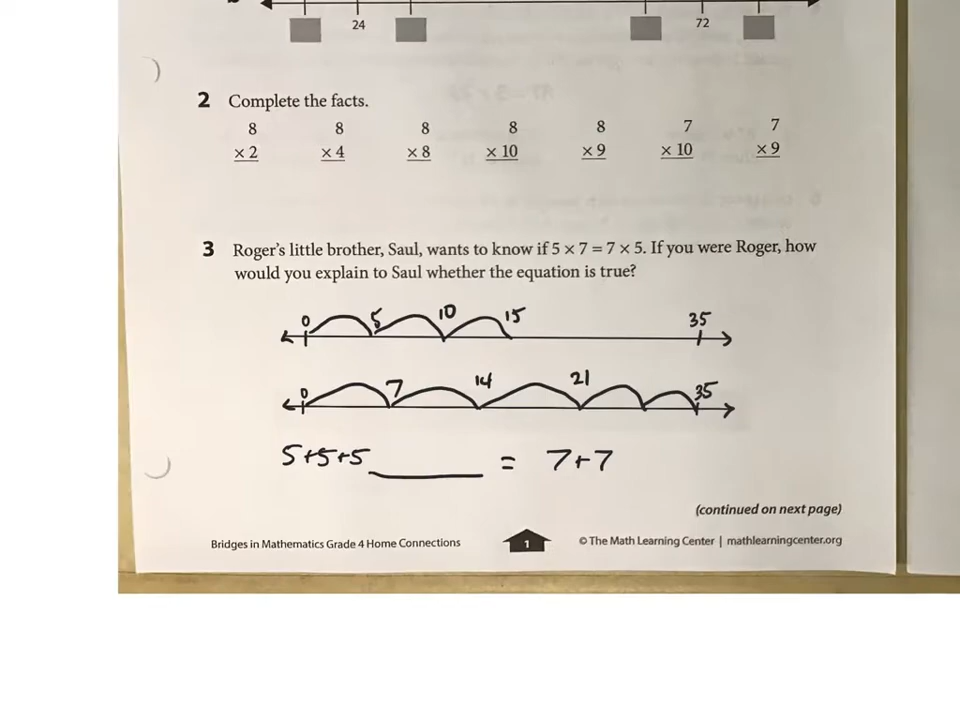 24 72
2 Complete the facts.
8 8 8 8 8 7 7
× 2 × 4 × 8 × 10 × 9 × 10 × 9
3 Roger's little brother, Saul, wants to know if 5 × 7 = 7 × 5. If you were Roger, how
would you explain to Saul whether the equation is true?
0 5 10 15 35
0 7 14 21 35
5+5+5 = 7+7
(continued on next page)
Bridges in Mathematics Grade 4 Home Connections 1 © The Math Learning Center | mathlearningcenter.org